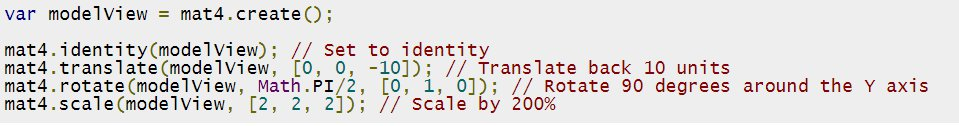 var modelView = mat4.create();
mat4.identity(modelView); // Set to identity
mat4.translate(modelView, [0, 0, -10]); // Translate back 10 units
mat4.rotate(modelView, Math.PI/2, [0, 1, 0]); // Rotate 90 degrees around the Y axis
mat4.scale(modelView, [2, 2, 2]); // Scale by 200%